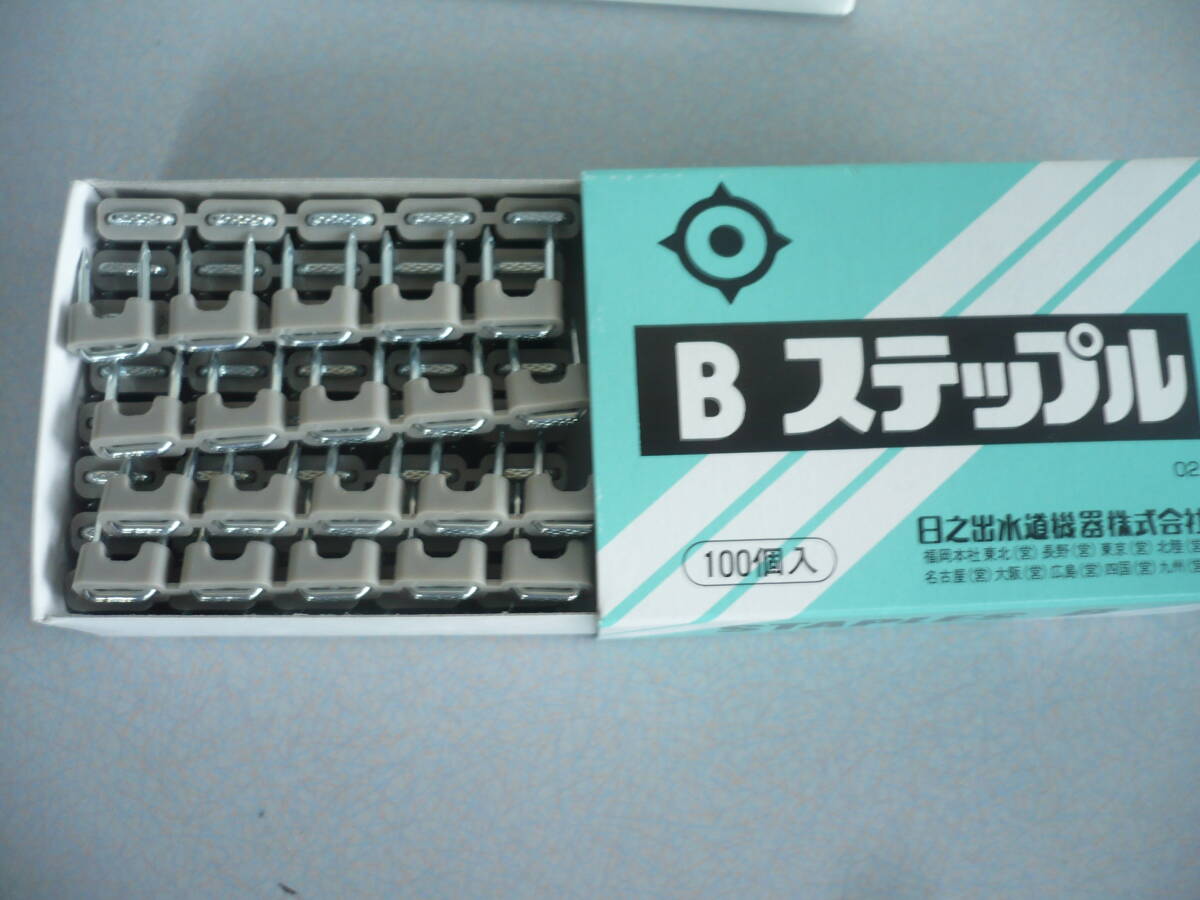 B ステップル
日之出水道機器株式会社
福岡本社 東北(営) 長野(営) 東京(営) 北陸(営
名古屋(営) 大阪(営) 広島(営) 四国(営) 九州(営
100個入